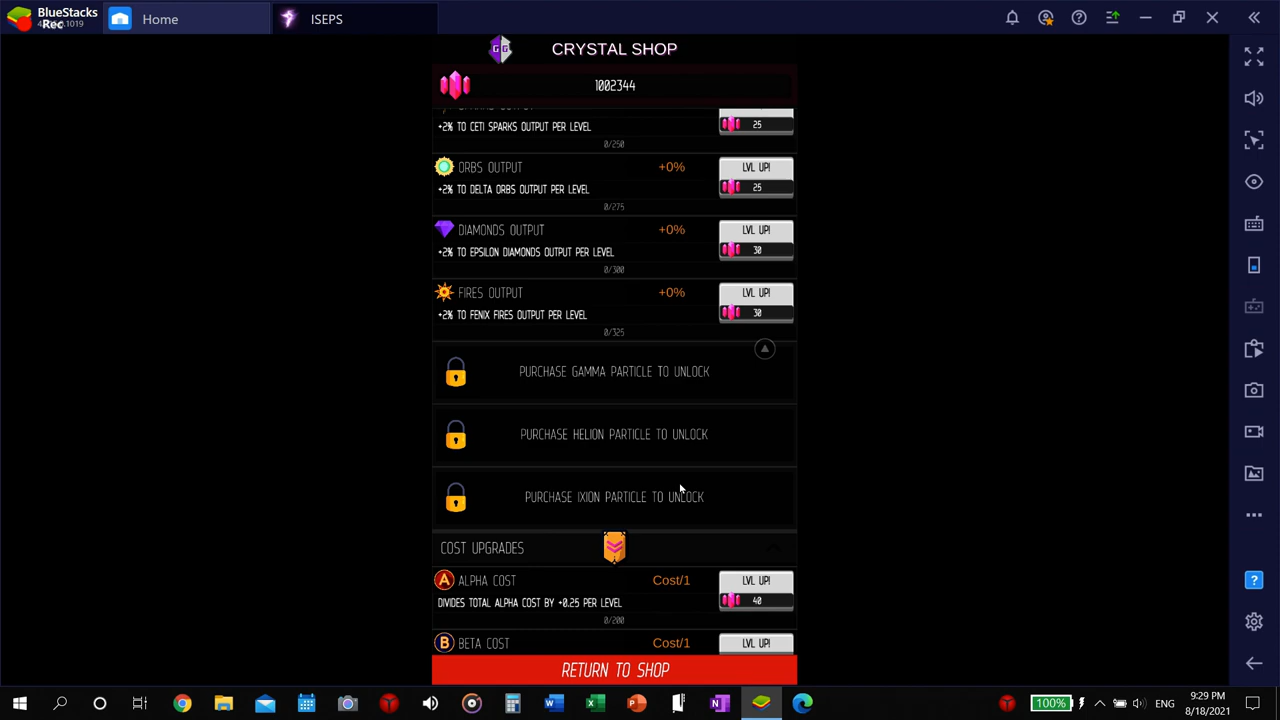 BlueStacks
Rec
Home
ISEPS
CRYSTAL SHOP
1002344
+2% TO CETI SPARKS OUTPUT PER LEVEL
25
0/250
ORBS OUTPUT +0% LVL UP!
+2% TO DELTA ORBS OUTPUT PER LEVEL 25
0/275
DIAMONDS OUTPUT +0% LVL UP!
+2% TO EPSILON DIAMONDS OUTPUT PER LEVEL 30
0/300
FIRES OUTPUT +0% LVL UP!
+2% TO FENIX FIRES OUTPUT PER LEVEL 30
0/325
PURCHASE GAMMA PARTICLE TO UNLOCK
PURCHASE HELION PARTICLE TO UNLOCK
PURCHASE IXION PARTICLE TO UNLOCK
COST UPGRADES
A ALPHA COST Cost/1 LVL UP!
DIVIDES TOTAL ALPHA COST BY +0.25 PER LEVEL 40
0/200
B BETA COST Cost/1 LVL UP!
RETURN TO SHOP
100% ENG
9:29 PM
8/18/2021